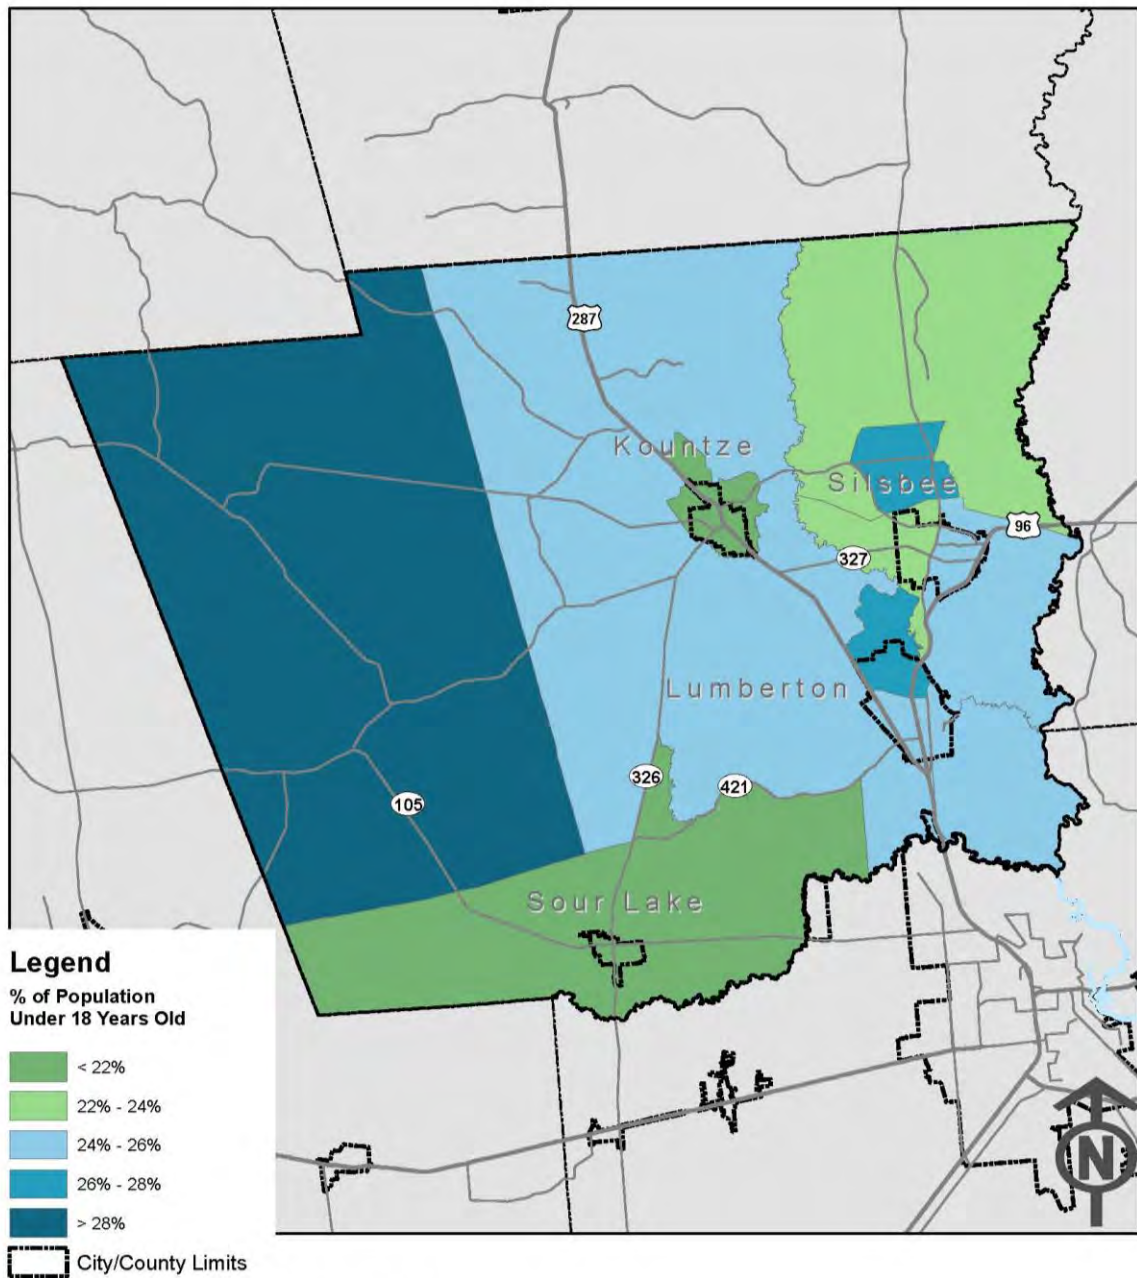 287
Kountze
Silsbee
96
327
Lumberton
326
421
105
Sour Lake
Legend
% of Population
Under 18 Years Old
< 22%
22% - 24%
24% - 26%
26% - 28%
> 28%
City/County Limits
N